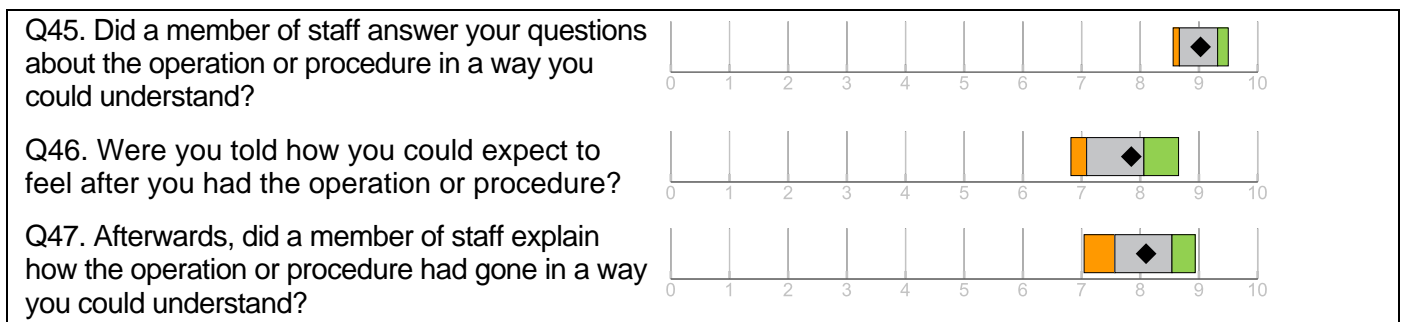 Q45. Did a member of staff answer your questions
about the operation or procedure in a way you
could understand?
0 1 2 3 4 5 6 7 8 9 10
Q46. Were you told how you could expect to
feel after you had the operation or procedure?
0 1 2 3 4 5 6 7 8 9 10
Q47. Afterwards, did a member of staff explain
how the operation or procedure had gone in a way
you could understand?
0 1 2 3 4 5 6 7 8 9 10